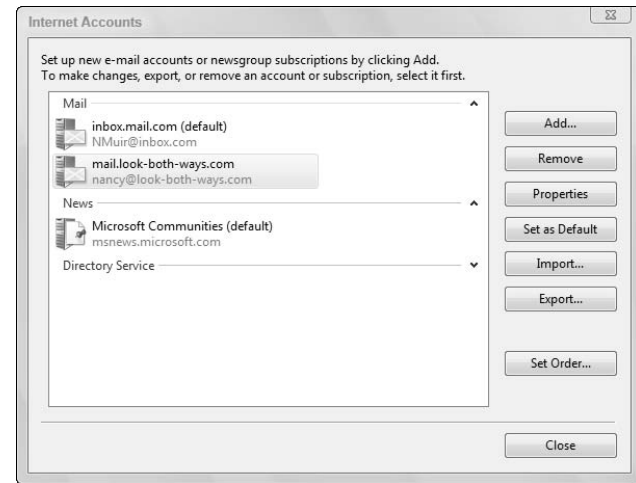 Internet Accounts
Set up new e-mail accounts or newsgroup subscriptions by clicking Add.
To make changes, export, or remove an account or subscription, select it first.
Mail
inbox.mail.com (default)
NMuir@inbox.com
mail.look-both-ways.com
nancy@look-both-ways.com
News
Microsoft Communities (default)
msnews.microsoft.com
Directory Service
Add...
Remove
Properties
Set as Default
Import...
Export...
Set Order...
Close